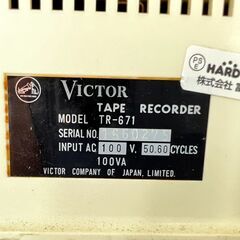 VICTOR
TAPE RECORDER
MODEL TR-671
SERIAL NO.
INPUT AC 100 V. 50.60 CYCLES
100VA
VICTOR COMPANY OF JAPAN, LIMITED.
PSE
HARD
株式会社